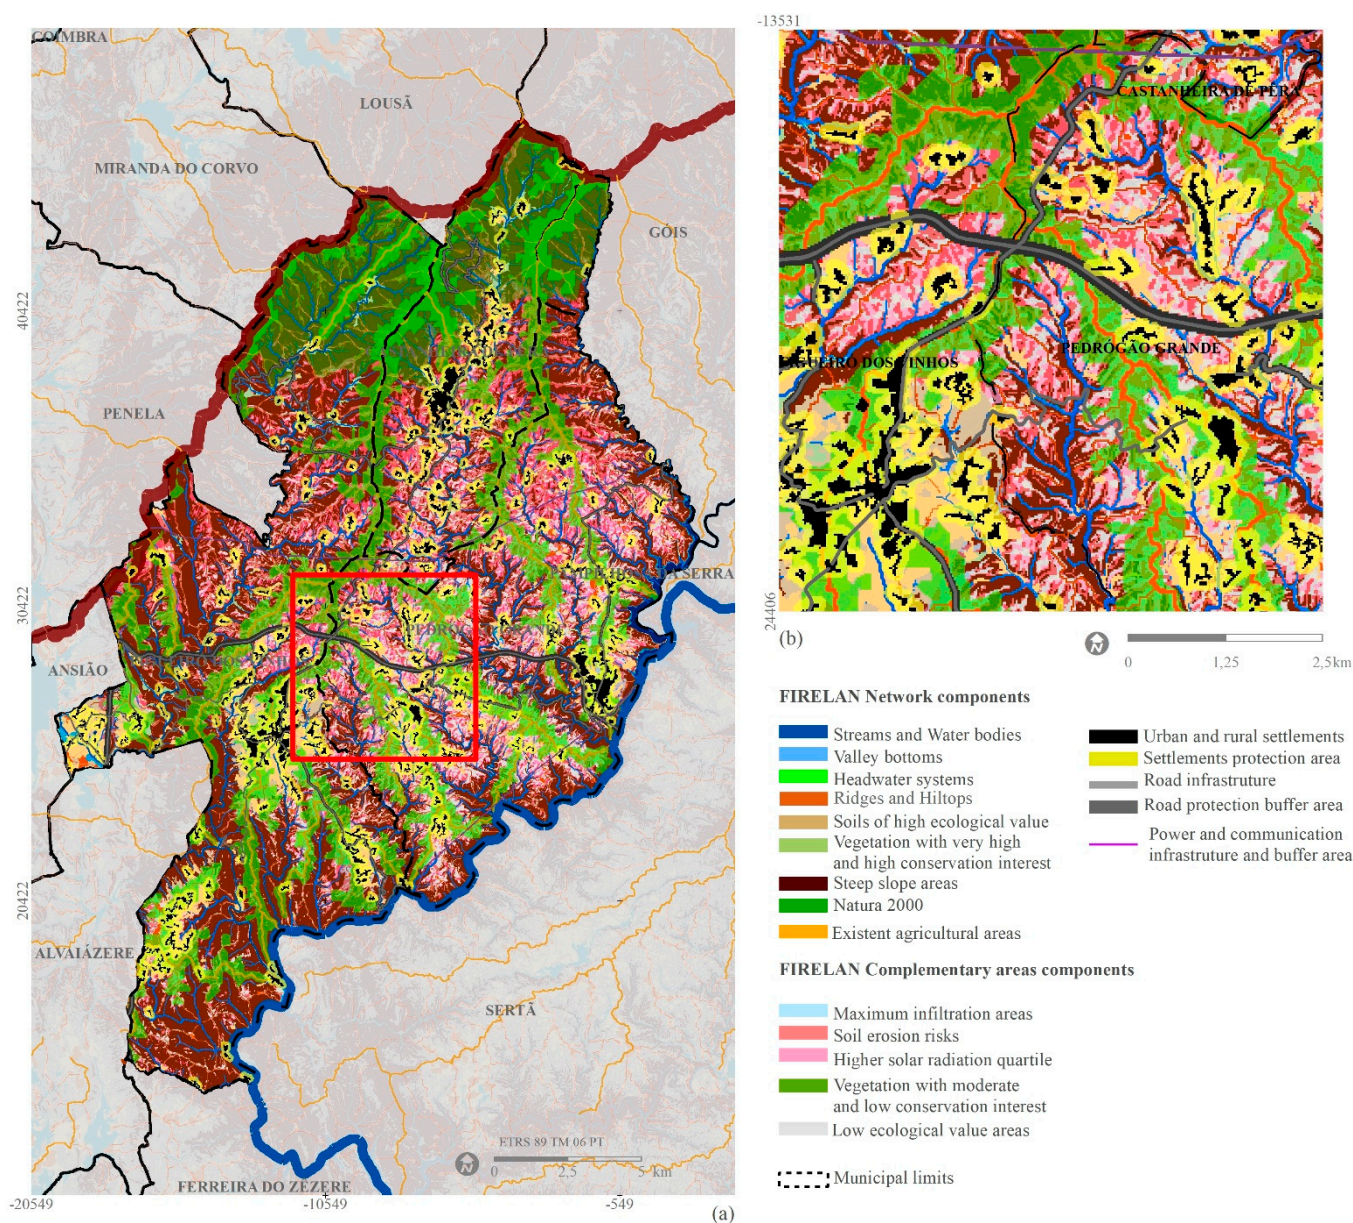 COIMBRA
LOUSÃ
MIRANDA DO CORVO
GÓIS
40422
PENELA
30422
ANSIÃO
20422
ALVAIÁZERE
SERTÃ
ETRS 89 TM 06 PT
0 2,5 5 km
FERREIRA DO ZÊZERE
-20549 -10549 -549
(a)
-13531
CASTANHEIRA DE PÊRA
PEDRÓGÃO GRANDE
24406
(b)
0 1,25 2,5km
FIRELAN Network components
Streams and Water bodies
Valley bottoms
Headwater systems
Ridges and Hiltops
Soils of high ecological value
Vegetation with very high
and high conservation interest
Steep slope areas
Natura 2000
Existent agricultural areas
Urban and rural settlements
Settlements protection area
Road infrastruture
Road protection buffer area
Power and communication
infrastruture and buffer area
FIRELAN Complementary areas components
Maximum infiltration areas
Soil erosion risks
Higher solar radiation quartile
Vegetation with moderate
and low conservation interest
Low ecological value areas
Municipal limits